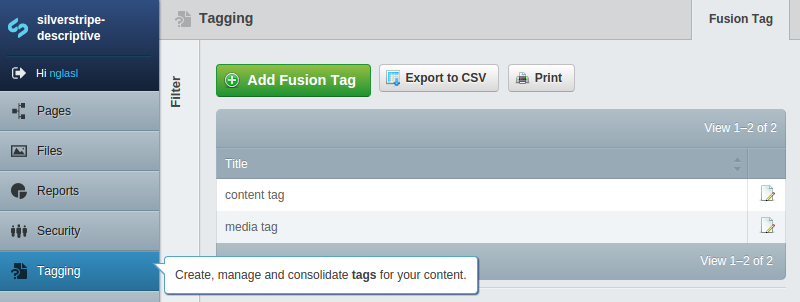 silverstripe-
descriptive
Hi nglasl
Pages
Files
Reports
Security
Tagging
Tagging
Fusion Tag
Filter
Add Fusion Tag
Export to CSV
Print
View 1–2 of 2
Title
content tag
media tag
View 1–2 of 2
Create, manage and consolidate tags for your content.